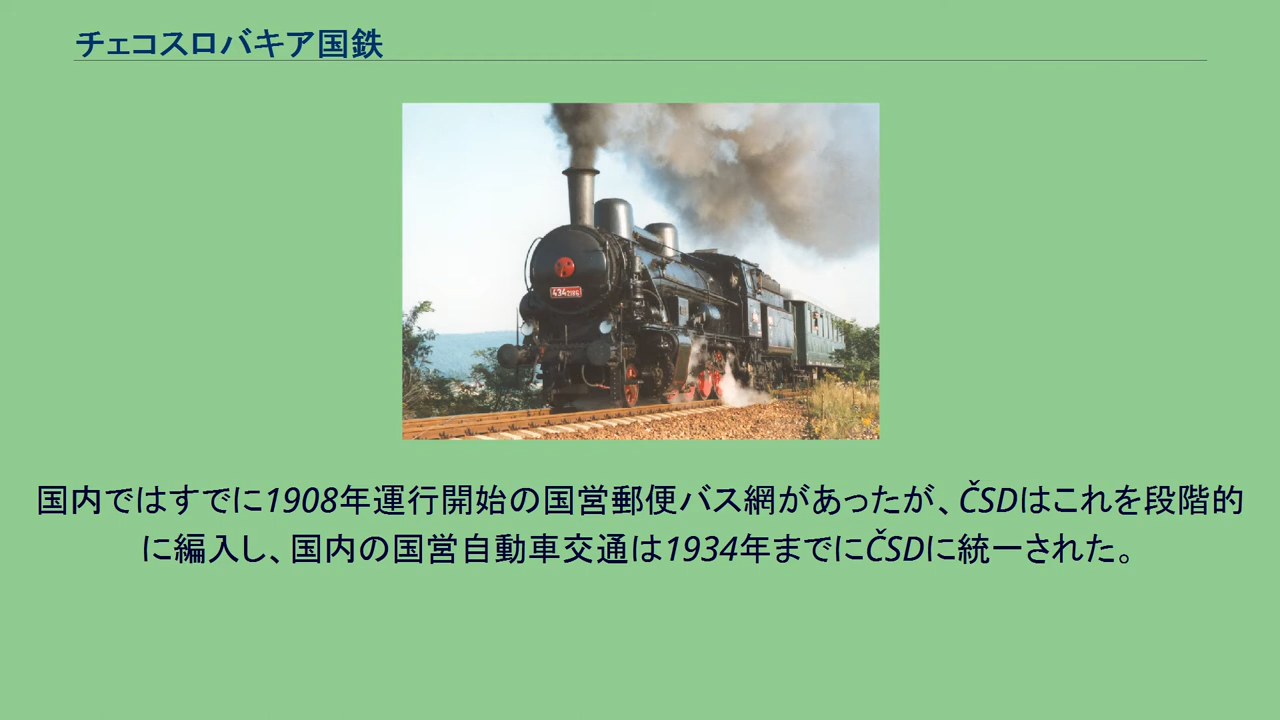 チェコスロバキア国鉄
国内ではすでに1908年運行開始の国営郵便バス網があったが、ČSDはこれを段階的
に編入し、国内の国営自動車交通は1934年までにČSDに統一された。